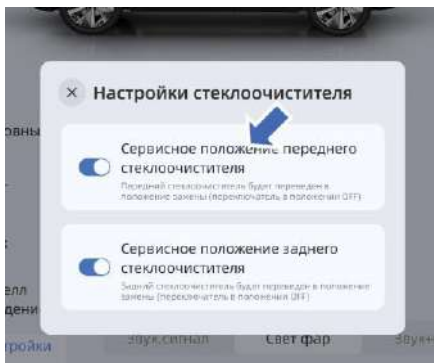 Настройки стеклоочистителя
Сервисное положение переднего
стеклоочистителя
Передний стеклоочиститель будет переведен в
положение замены (переключатель в положении OFF)
Сервисное положение заднего
стеклоочистителя
Задний стеклоочиститель будет переведен в положение
замены (переключатель в положении OFF)
Звук.сигнал Свет фар